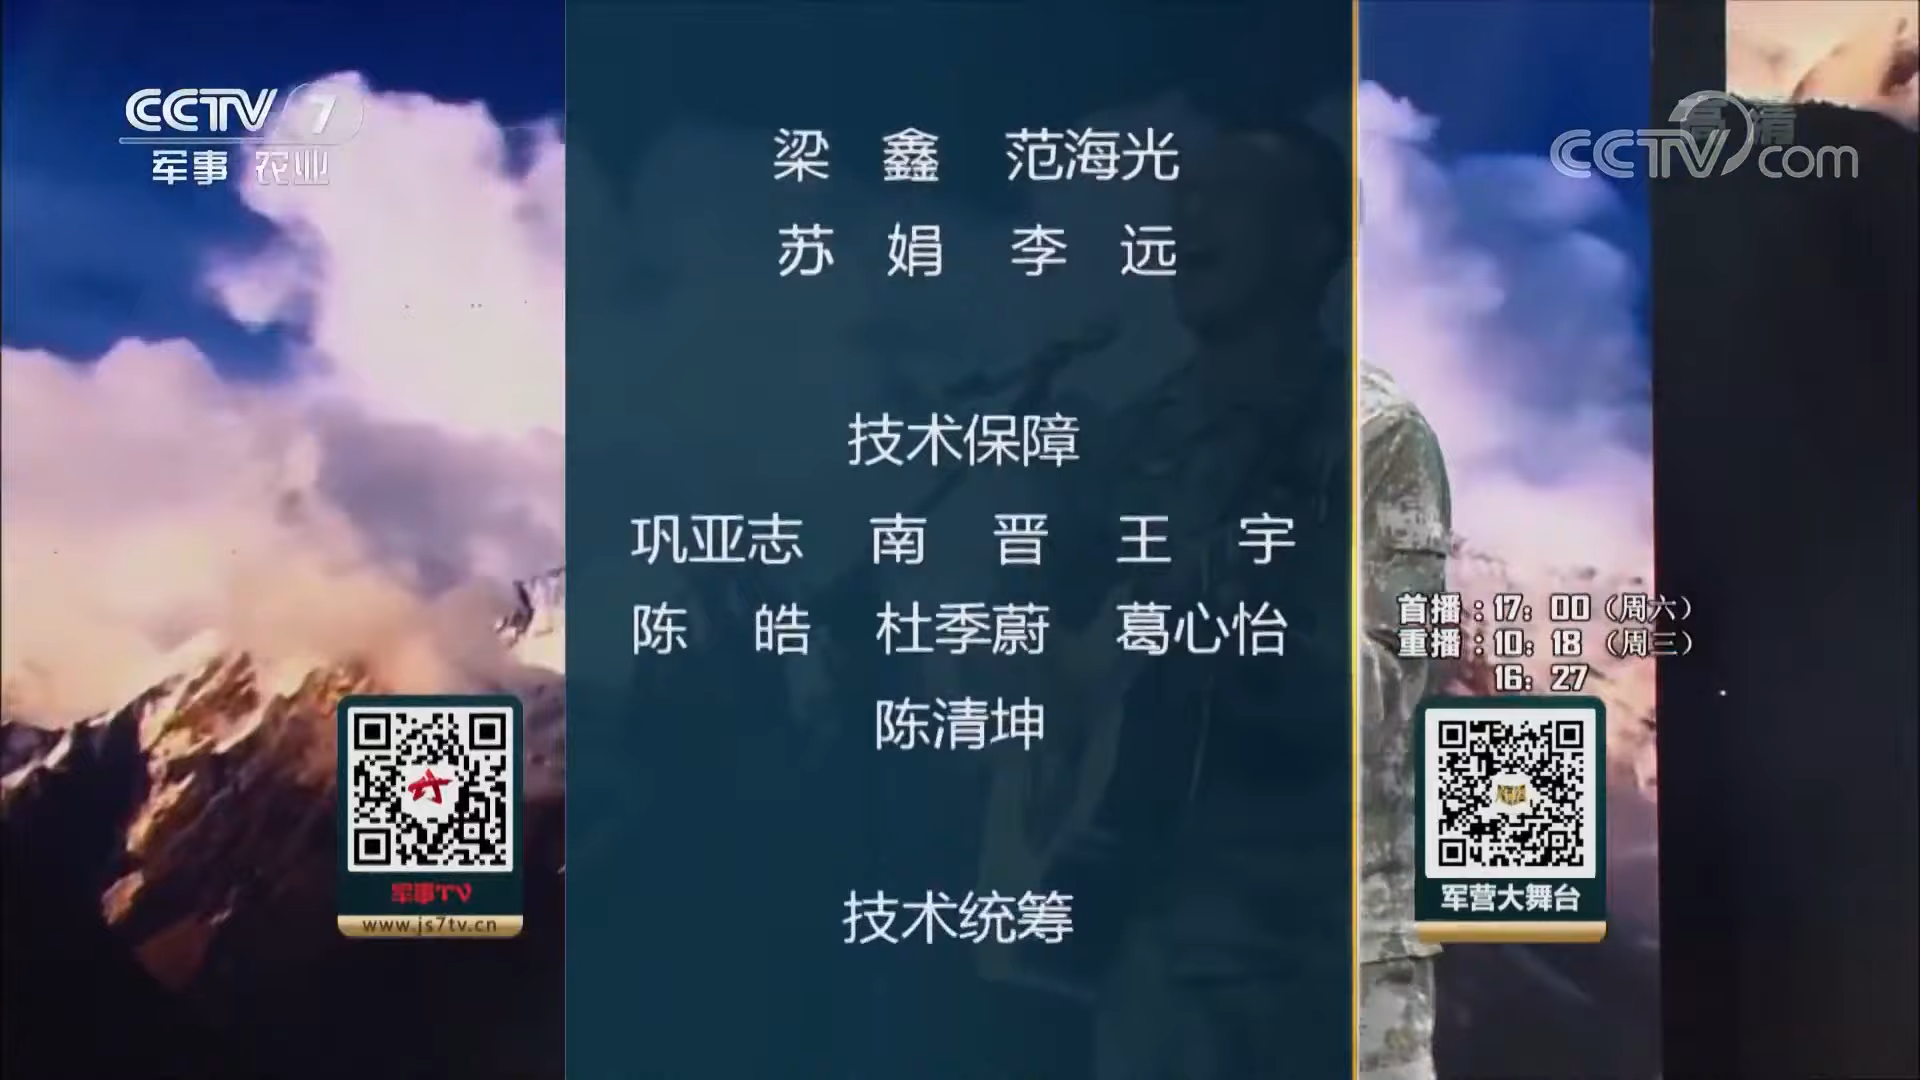 CCTV 7
军事 农业
高清
CCTV com
梁 鑫 范海光
苏 娟 李 远
技术保障
巩亚志 南 晋 王 宇
陈 皓 杜季蔚 葛心怡
陈清坤
技术统筹
首播：17：00（周六）
重播：10：18（周三）
16：27
军事TV
www.js7tv.cn
军营大舞台